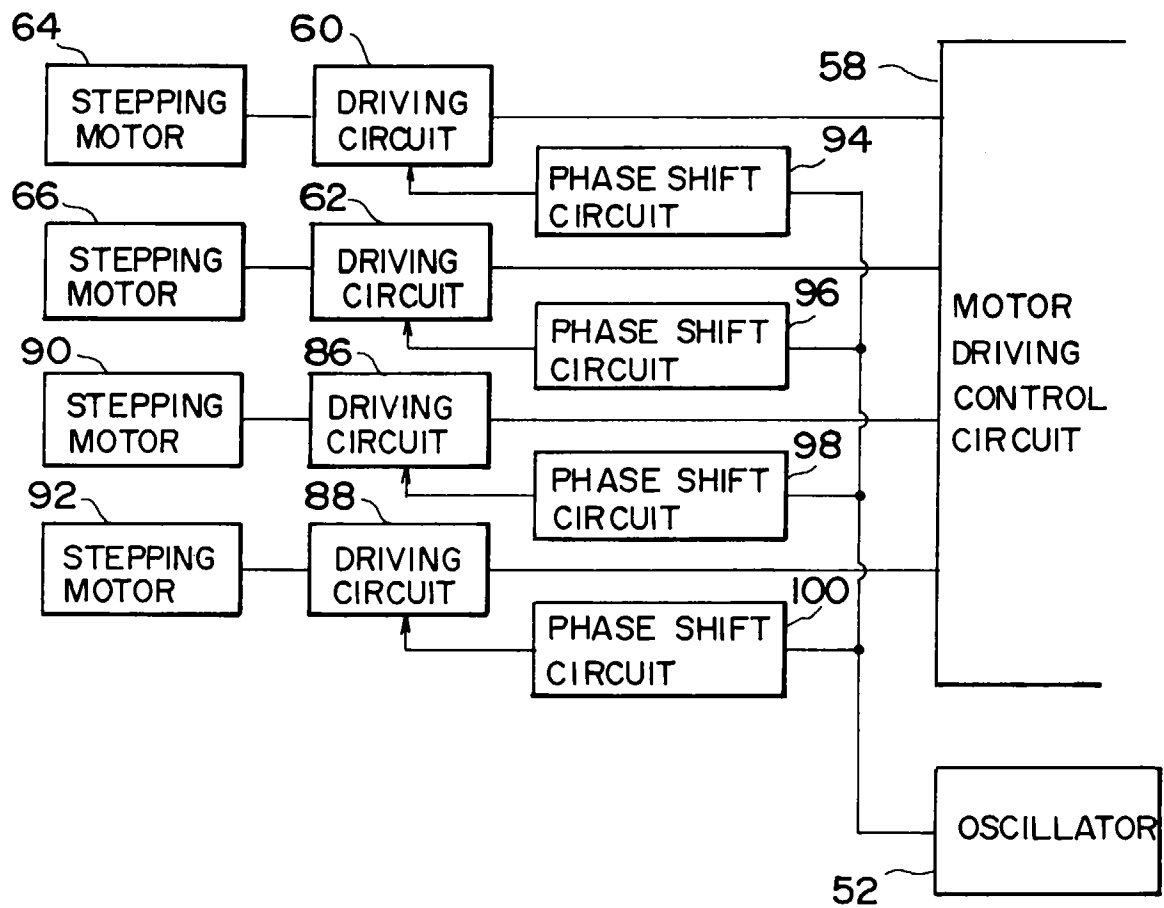 64
60
58
STEPPING
MOTOR
DRIVING
CIRCUIT
94
PHASE SHIFT
CIRCUIT
66
62
STEPPING
MOTOR
DRIVING
CIRCUIT
96
PHASE SHIFT
CIRCUIT
MOTOR
DRIVING
CONTROL
CIRCUIT
90
86
STEPPING
MOTOR
DRIVING
CIRCUIT
98
PHASE SHIFT
CIRCUIT
92
88
STEPPING
MOTOR
DRIVING
CIRCUIT
100
PHASE SHIFT
CIRCUIT
OSCILLATOR
52